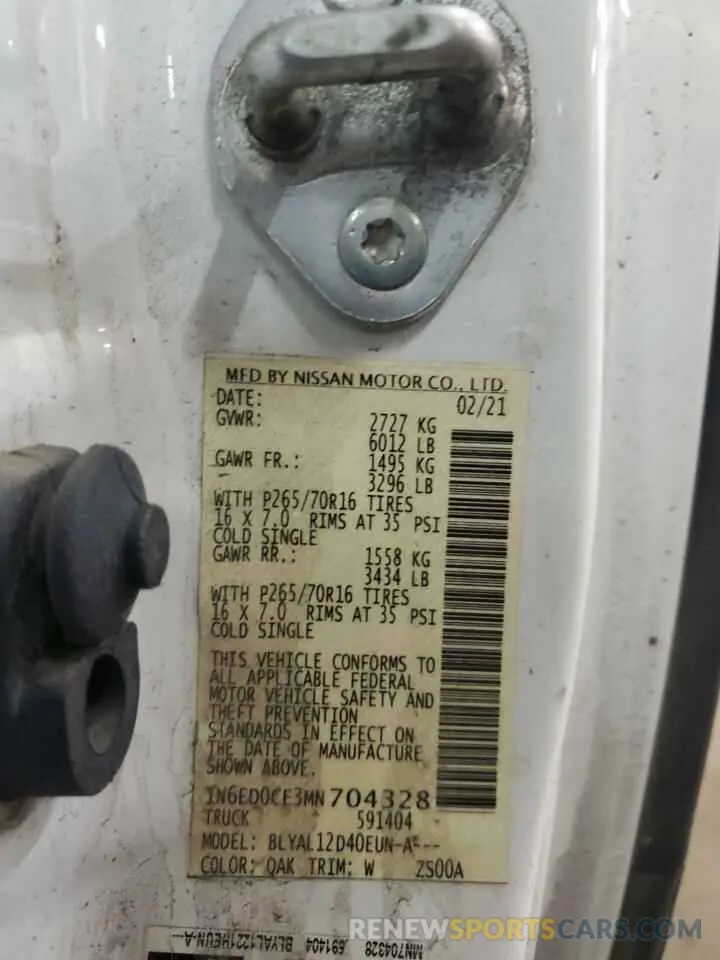 MFD BY NISSAN MOTOR CO., LTD.
DATE: 02/21
GVWR: 2727 KG
6012 LB
GAWR FR.: 1495 KG
3296 LB
WITH P265/70R16 TIRES
16 X 7.0 RIMS AT 35 PSI
COLD SINGLE
GAWR RR.: 1558 KG
3434 LB
WITH P265/70R16 TIRES
16 X 7.0 RIMS AT 35 PSI
COLD SINGLE
THIS VEHICLE CONFORMS TO
ALL APPLICABLE FEDERAL
MOTOR VEHICLE SAFETY AND
THEFT PREVENTION
STANDARDS IN EFFECT ON
THE DATE OF MANUFACTURE
SHOWN ABOVE.
1N6ED0CE3MN704328
TRUCK 591404
MODEL: BLYAL12D40EUN-A---
COLOR: QAK TRIM: W ZS00A
MN704328 591404 BLYAL1221HEUN-A
RENEWSPORTSCARS.COM